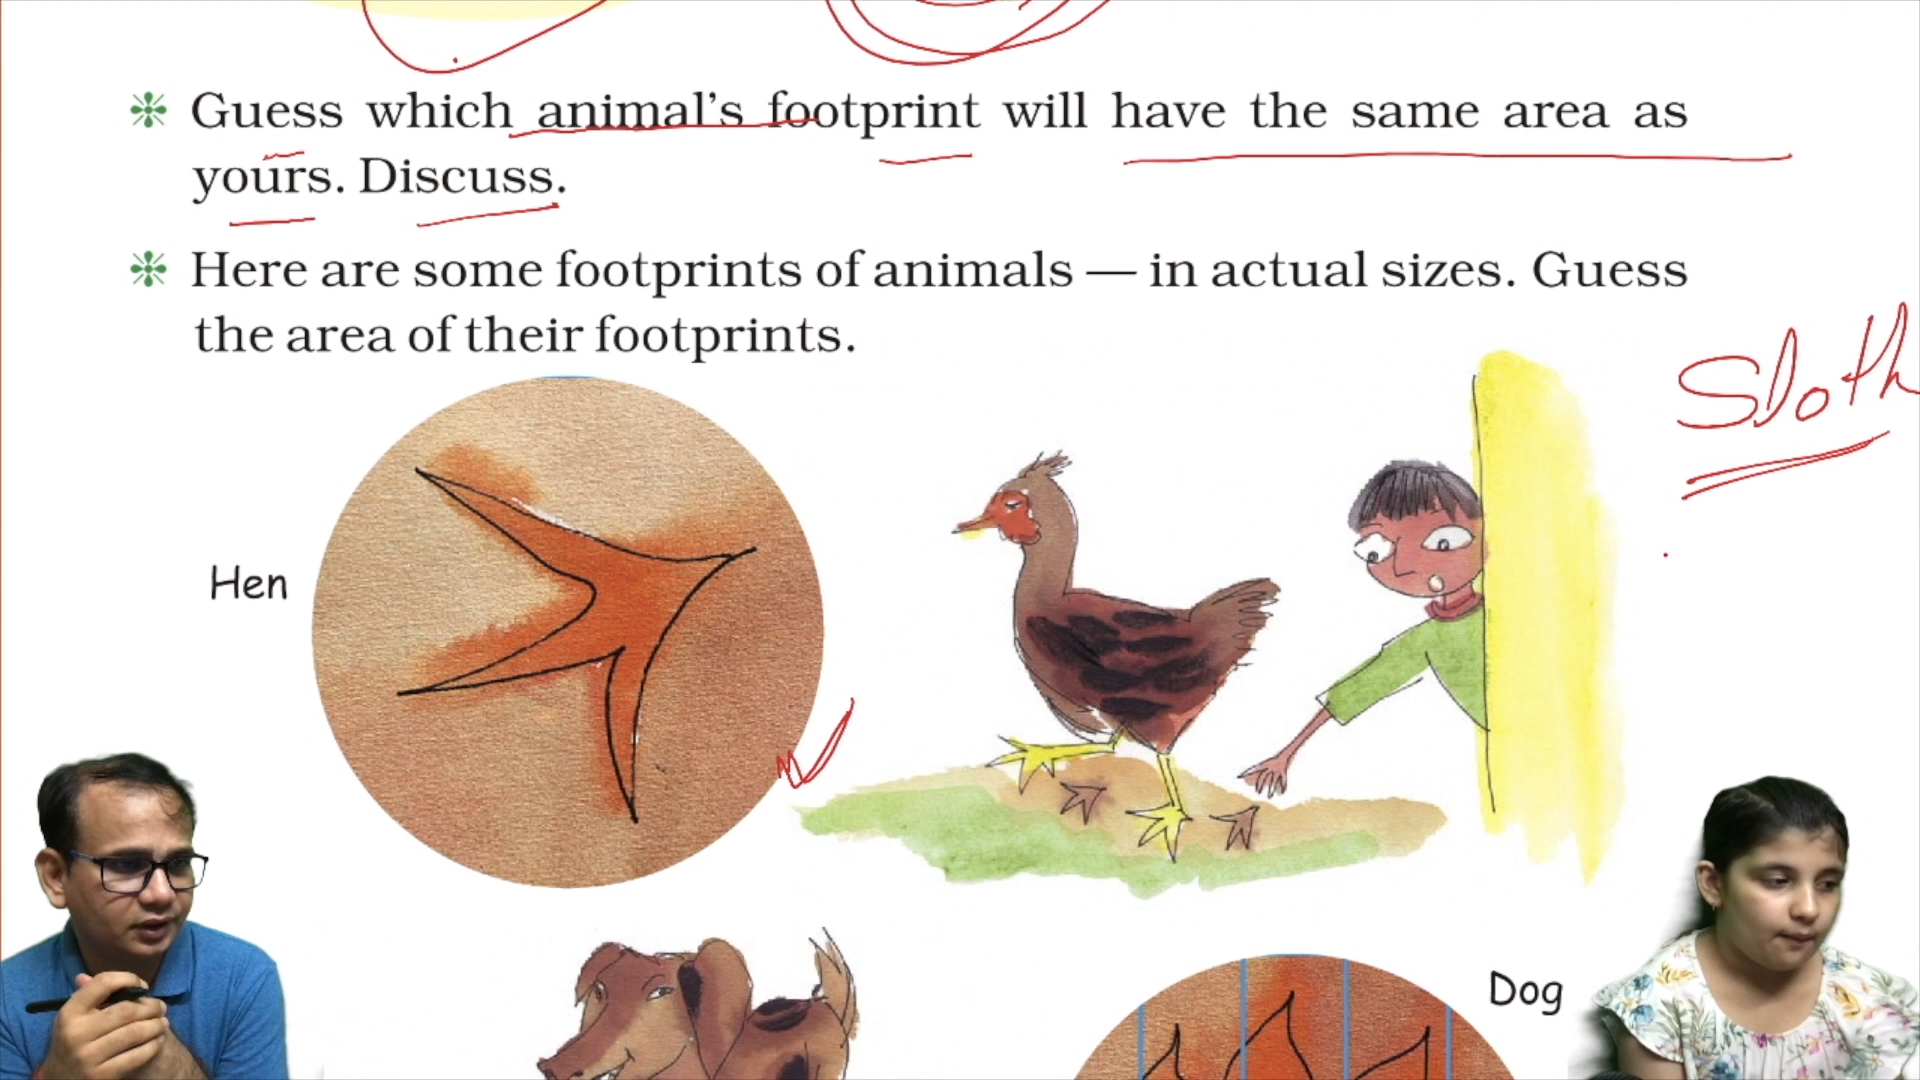 Guess which animal's footprint will have the same area as
yours. Discuss.
Here are some footprints of animals — in actual sizes. Guess
the area of their footprints.
Sloth
Hen
Dog